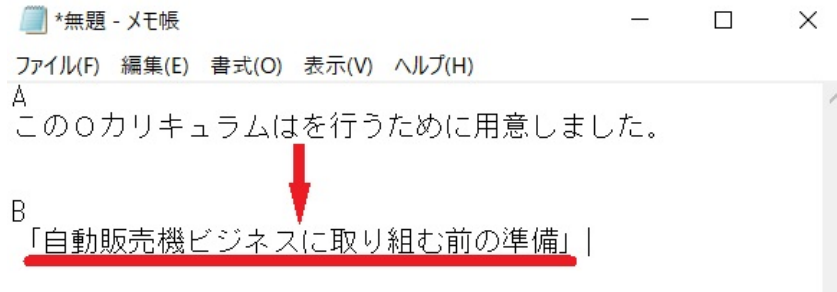 *無題 - メモ帳
ファイル(F) 編集(E) 書式(O) 表示(V) ヘルプ(H)
A
このOカリキュラムはを行うために用意しました。
B
「自動販売機ビジネスに取り組む前の準備」